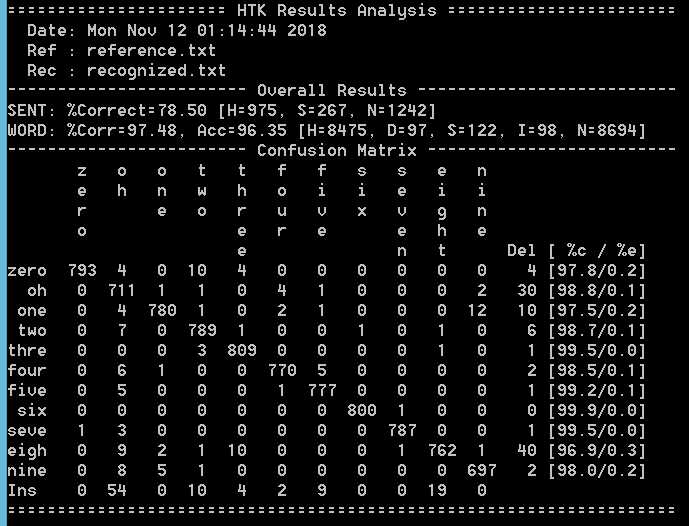 ====================== HTK Results Analysis =======================
  Date: Mon Nov 12 01:14:44 2018
  Ref : reference.txt
  Rec : recognized.txt
------------------------ Overall Results --------------------------
SENT: %Correct=78.50 [H=975, S=267, N=1242]
WORD: %Corr=97.48, Acc=96.35 [H=8475, D=97, S=122, I=98, N=8694]
------------------------ Confusion Matrix -------------------------
       z   o   o   t   t   f   f   s   s   e   n
       e   h   n   w   h   o   i   i   e   i   i
       r       e   o   r   u   v   x   v   g   n
       o               e   r   e       e   h   e
                       e               n   t      Del [ %c / %e]
zero  793  4   0  10   4   0   0   0   0   0   0    4 [97.8/0.2]
  oh   0  711  1   1   0   4   1   0   0   0   2   30 [98.8/0.1]
 one   0   4  780  1   0   2   1   0   0   0  12   10 [97.5/0.2]
 two   0   7   0  789  1   0   0   1   0   1   0    6 [98.7/0.1]
thre   0   0   0   3  809  0   0   0   0   1   0    1 [99.5/0.0]
four   0   6   1   0   0  770  5   0   0   0   0    2 [98.5/0.1]
five   0   5   0   0   0   1  777  0   0   0   0    1 [99.2/0.1]
 six   0   0   0   0   0   0   0  800  1   0   0    0 [99.9/0.0]
seve   1   3   0   0   0   0   0   0  787  0   0    1 [99.5/0.0]
eigh   0   9   2   1  10   0   0   0   1  762  1   40 [96.9/0.3]
nine   0   8   5   1   0   0   0   0   0   0  697   2 [98.0/0.2]
Ins    0  54   0  10   4   2   9   0   0  19   0
===================================================================